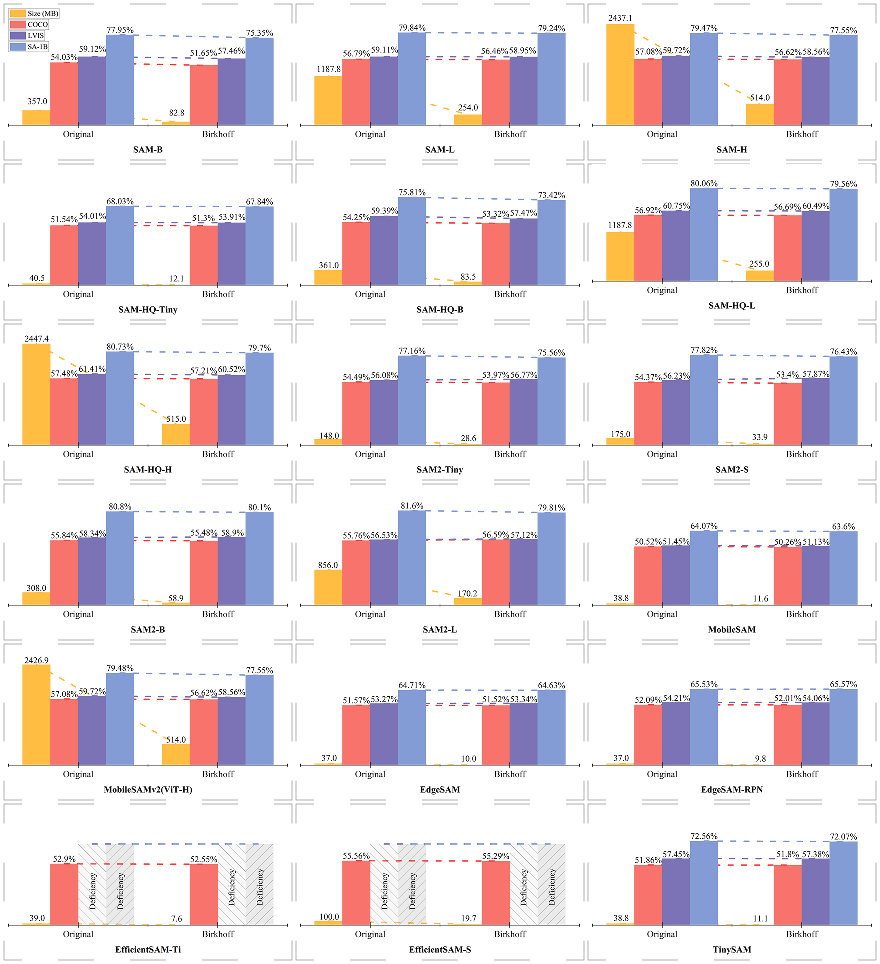 Size (MB)
COCO
LVIS
SA-1B
357.0 54.03% 59.12% 77.95% 82.8 51.65% 57.46% 75.35%
Original Birkhoff
SAM-B
1187.8 56.79% 59.11% 79.84% 254.0 56.46% 58.95% 79.24%
Original Birkhoff
SAM-L
2437.1 57.08% 59.72% 79.47% 514.0 56.62% 58.56% 77.55%
Original Birkhoff
SAM-H
40.5 51.54% 54.01% 68.03% 12.1 51.3% 53.91% 67.84%
Original Birkhoff
SAM-HQ-Tiny
361.0 54.25% 59.39% 75.81% 83.5 53.32% 57.47% 73.42%
Original Birkhoff
SAM-HQ-B
1187.8 56.92% 60.75% 80.06% 255.0 56.69% 60.49% 79.56%
Original Birkhoff
SAM-HQ-L
2447.4 57.48% 61.41% 80.73% 515.0 57.21% 60.52% 79.7%
Original Birkhoff
SAM-HQ-H
148.0 54.49% 56.08% 77.16% 28.6 53.97% 56.77% 75.56%
Original Birkhoff
SAM2-Tiny
175.0 54.37% 56.23% 77.82% 33.9 53.4% 57.87% 76.43%
Original Birkhoff
SAM2-S
308.0 55.84% 58.34% 80.8% 58.9 55.48% 58.9% 80.1%
Original Birkhoff
SAM2-B
856.0 55.76% 56.53% 81.6% 170.2 56.59% 57.12% 79.81%
Original Birkhoff
SAM2-L
38.8 50.52% 51.45% 64.07% 11.6 50.26% 51.13% 63.6%
Original Birkhoff
MobileSAM
2426.9 57.08% 59.72% 79.48% 514.0 56.62% 58.56% 77.55%
Original Birkhoff
MobileSAMv2(ViT-H)
37.0 51.57% 53.27% 64.71% 10.0 51.52% 53.34% 64.63%
Original Birkhoff
EdgeSAM
37.0 52.09% 54.21% 65.53% 9.8 52.01% 54.06% 65.57%
Original Birkhoff
EdgeSAM-RPN
39.0 52.9% Deficiency Deficiency 7.6 52.55% Deficiency Deficiency
Original Birkhoff
EfficientSAM-Ti
100.0 55.56% Deficiency Deficiency 19.7 55.29% Deficiency Deficiency
Original Birkhoff
EfficientSAM-S
38.8 51.86% 57.45% 72.56% 11.1 51.8% 57.38% 72.07%
Original Birkhoff
TinySAM